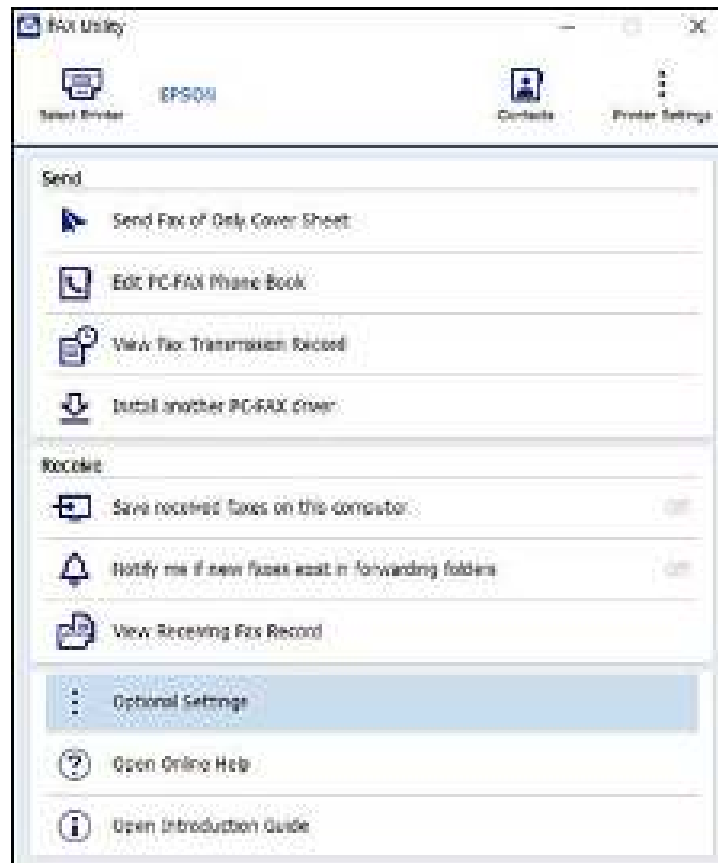 FAX Utility
EPSON
Select Printer
Contacts
Printer Settings
Send
Send Fax of Only Cover Sheet
Edit PC-FAX Phone Book
View Fax Transmission Record
Install another PC-FAX driver
Receive
Save received faxes on this computer
Off
Notify me if new faxes exist in forwarding folders
Off
View Receiving Fax Record
Optional Settings
Open Online Help
Open Introduction Guide